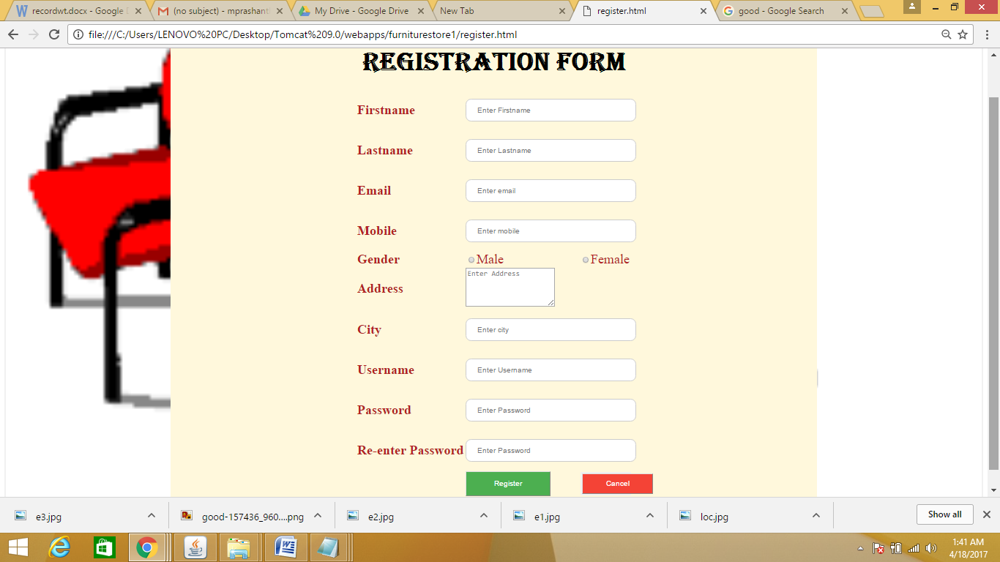 recordwt.docx - Google D
(no subject) - mprashanti
My Drive - Google Drive
New Tab
register.html
good - Google Search
file:///C:/Users/LENOVO%20PC/Desktop/Tomcat%209.0/webapps/furniturestore1/register.html
REGISTRATION FORM
Firstname Enter Firstname
Lastname Enter Lastname
Email Enter email
Mobile Enter mobile
Gender Male Female
Address Enter Address
City Enter city
Username Enter Username
Password Enter Password
Re-enter Password Enter Password
Register Cancel
e3.jpg
good-157436_960....png
e2.jpg
e1.jpg
loc.jpg
Show all
1:41 AM
4/18/2017